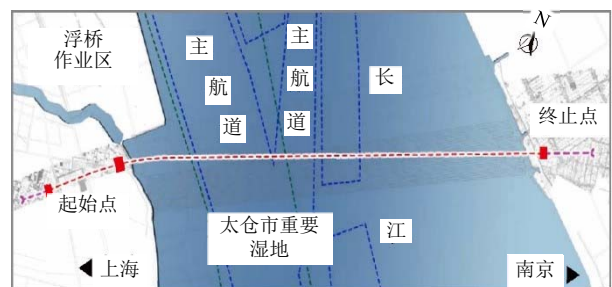 浮桥
作业区
主
航
道
主
航
道
长
N
终止点
起始点
太仓市重要
湿地
江
上海
南京